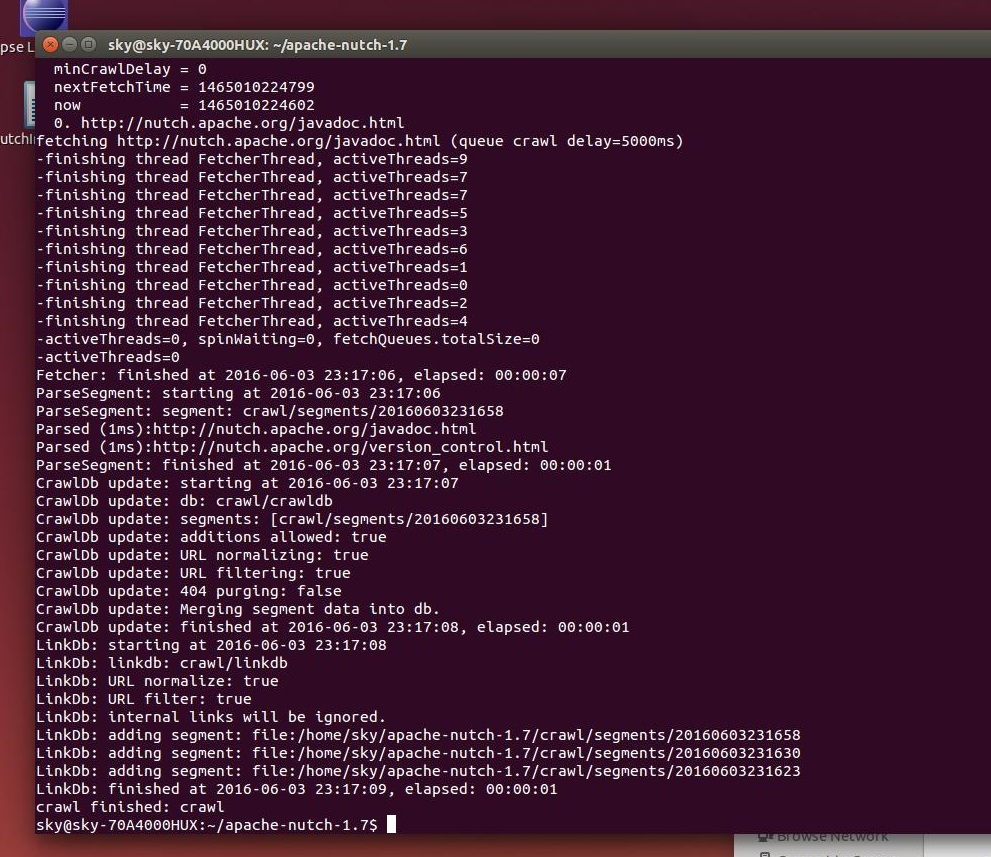 pse L
sky@sky-70A4000HUX: ~/apache-nutch-1.7
minCrawlDelay = 0
nextFetchTime = 1465010224799
now           = 1465010224602
0. http://nutch.apache.org/javadoc.html
utchI
fetching http://nutch.apache.org/javadoc.html (queue crawl delay=5000ms)
-finishing thread FetcherThread, activeThreads=9
-finishing thread FetcherThread, activeThreads=7
-finishing thread FetcherThread, activeThreads=7
-finishing thread FetcherThread, activeThreads=5
-finishing thread FetcherThread, activeThreads=3
-finishing thread FetcherThread, activeThreads=6
-finishing thread FetcherThread, activeThreads=1
-finishing thread FetcherThread, activeThreads=0
-finishing thread FetcherThread, activeThreads=2
-finishing thread FetcherThread, activeThreads=4
-activeThreads=0, spinWaiting=0, fetchQueues.totalSize=0
-activeThreads=0
Fetcher: finished at 2016-06-03 23:17:06, elapsed: 00:00:07
ParseSegment: starting at 2016-06-03 23:17:06
ParseSegment: segment: crawl/segments/20160603231658
Parsed (1ms):http://nutch.apache.org/javadoc.html
Parsed (1ms):http://nutch.apache.org/version_control.html
ParseSegment: finished at 2016-06-03 23:17:07, elapsed: 00:00:01
CrawlDb update: starting at 2016-06-03 23:17:07
CrawlDb update: db: crawl/crawldb
CrawlDb update: segments: [crawl/segments/20160603231658]
CrawlDb update: additions allowed: true
CrawlDb update: URL normalizing: true
CrawlDb update: URL filtering: true
CrawlDb update: 404 purging: false
CrawlDb update: Merging segment data into db.
CrawlDb update: finished at 2016-06-03 23:17:08, elapsed: 00:00:01
LinkDb: starting at 2016-06-03 23:17:08
LinkDb: linkdb: crawl/linkdb
LinkDb: URL normalize: true
LinkDb: URL filter: true
LinkDb: internal links will be ignored.
LinkDb: adding segment: file:/home/sky/apache-nutch-1.7/crawl/segments/20160603231658
LinkDb: adding segment: file:/home/sky/apache-nutch-1.7/crawl/segments/20160603231630
LinkDb: adding segment: file:/home/sky/apache-nutch-1.7/crawl/segments/20160603231623
LinkDb: finished at 2016-06-03 23:17:09, elapsed: 00:00:01
crawl finished: crawl
sky@sky-70A4000HUX:~/apache-nutch-1.7$
Browse Network